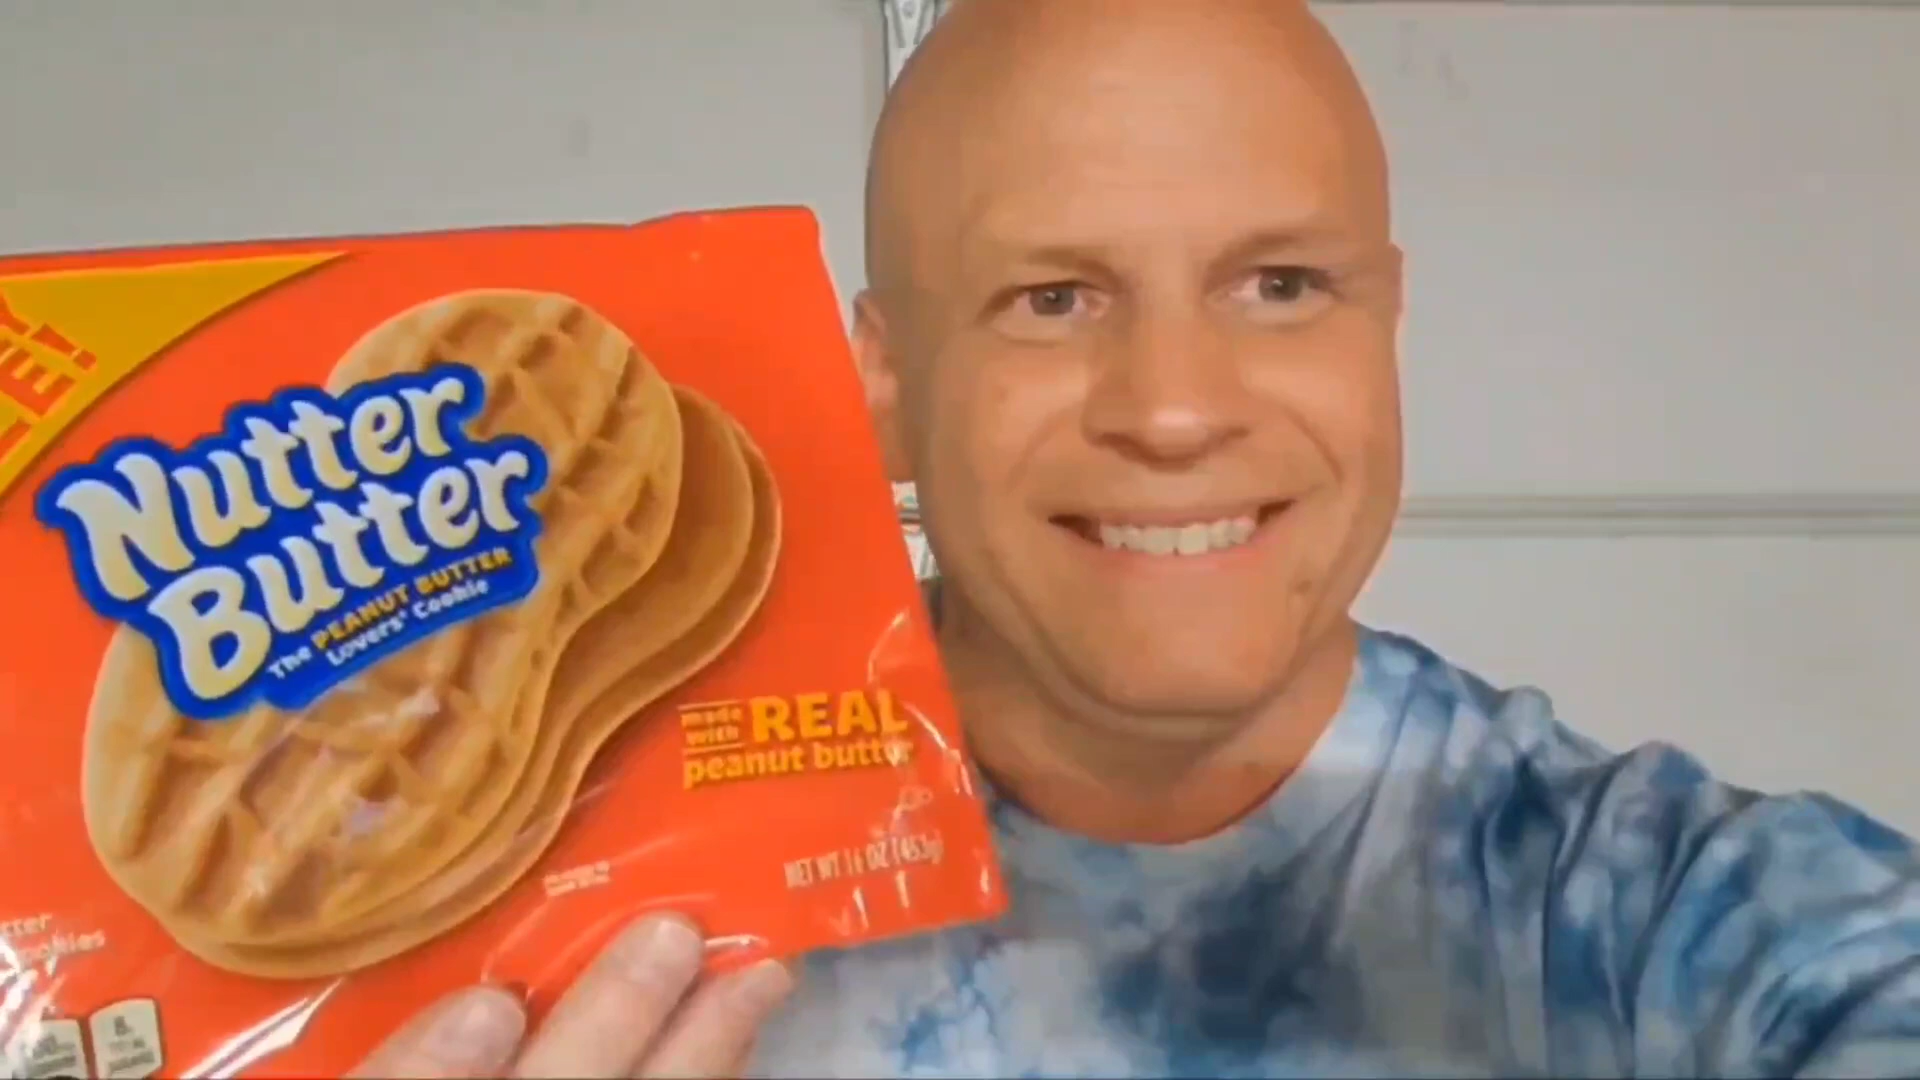 Nutter
Butter
The PEANUT BUTTER
Lovers' Cookie
made
with
REAL
peanut butter
NET WT 16 OZ (453g)